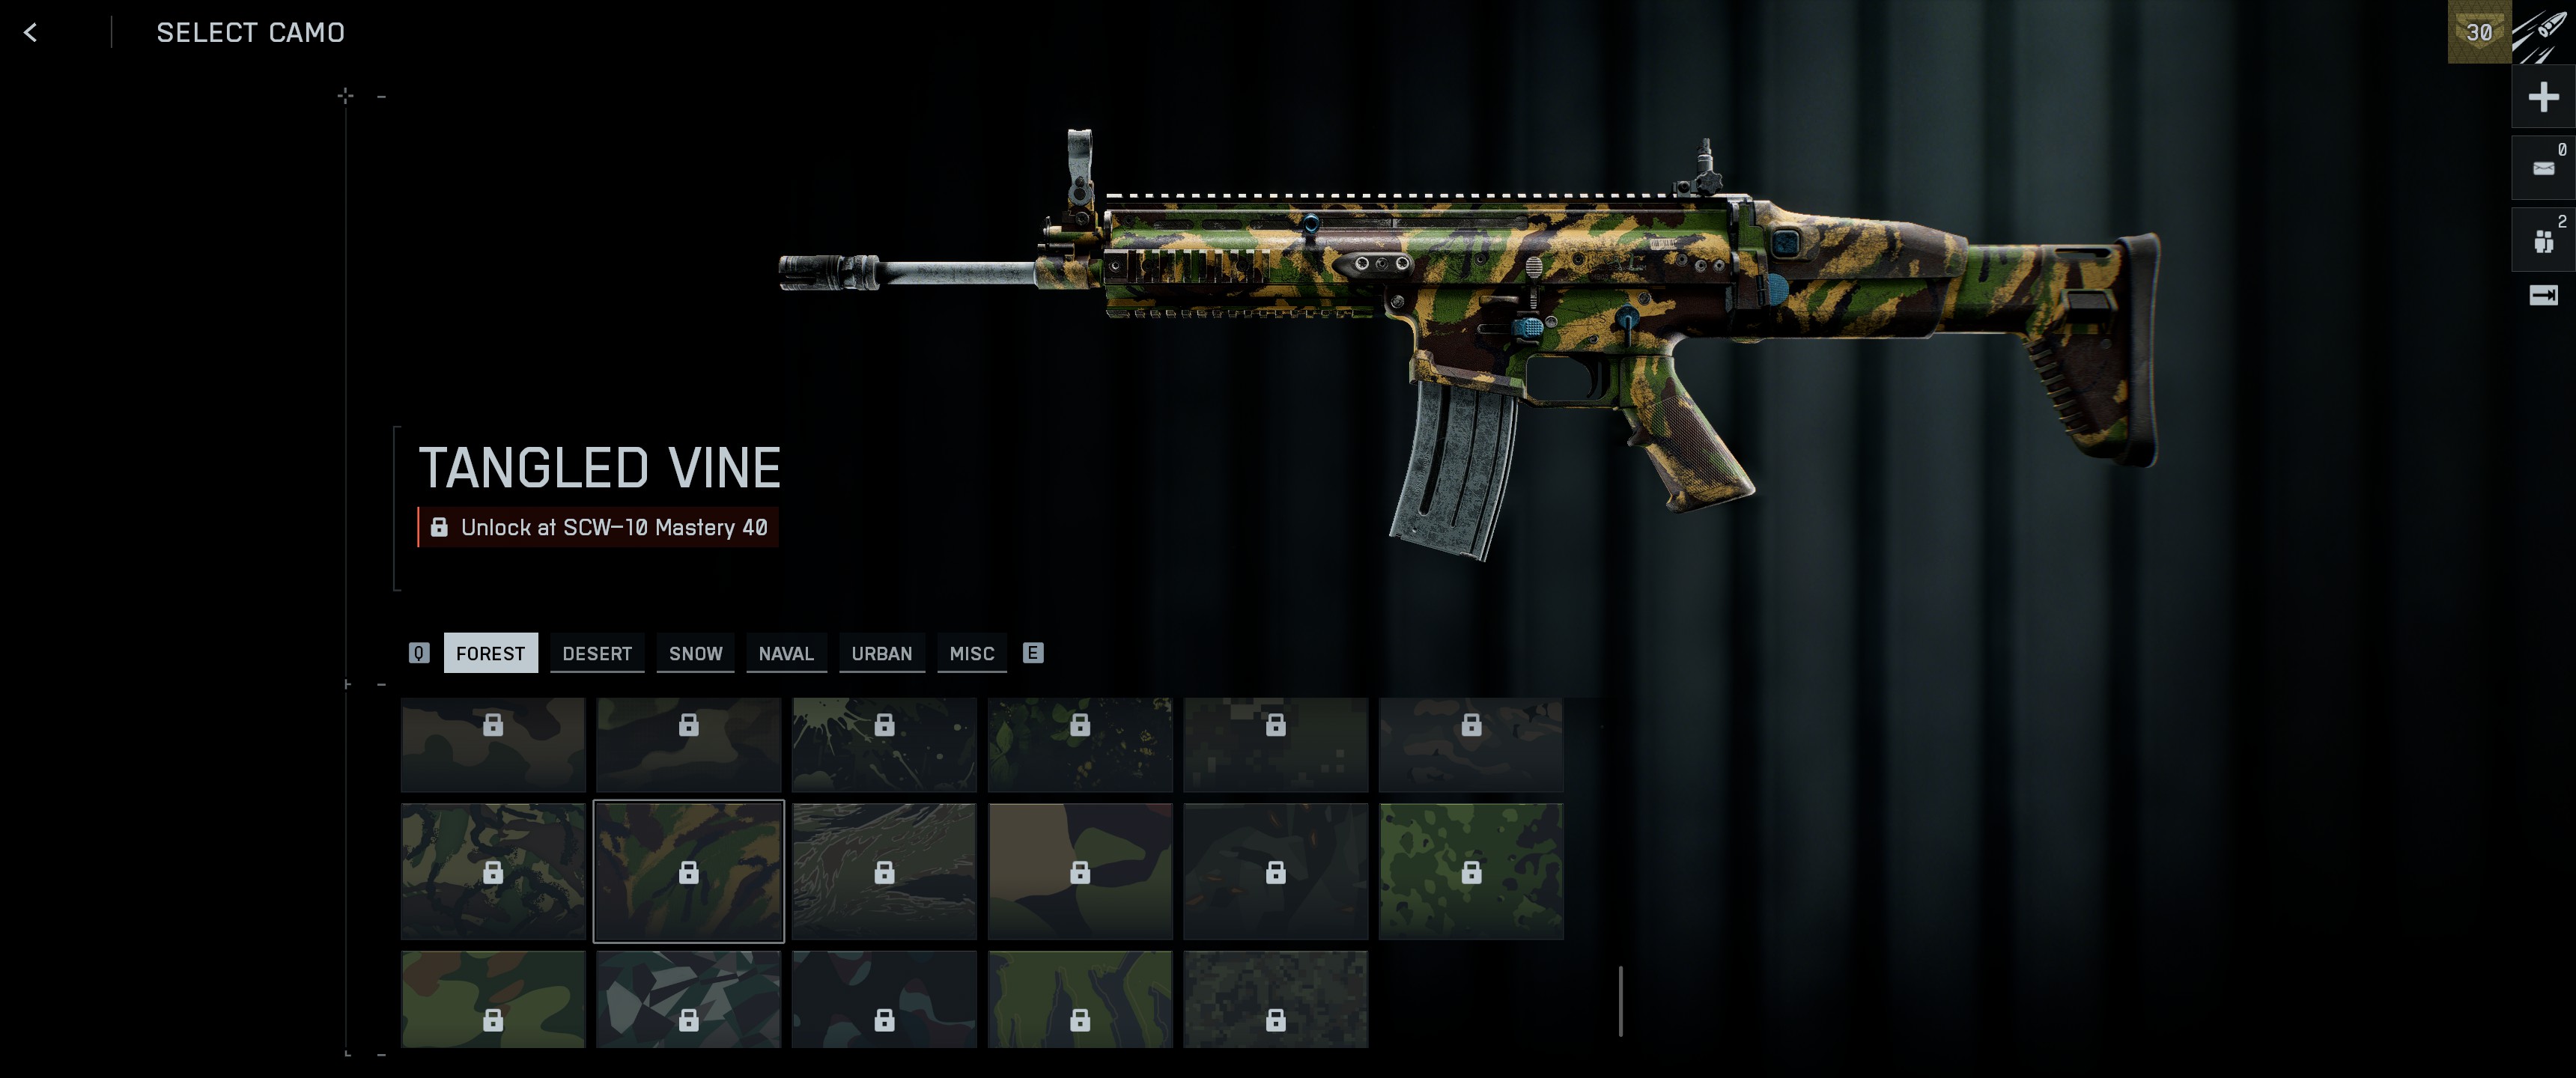 SELECT CAMO
30
0
2
TANGLED VINE
Unlock at SCW-10 Mastery 40
Q
FOREST
DESERT
SNOW
NAVAL
URBAN
MISC
E